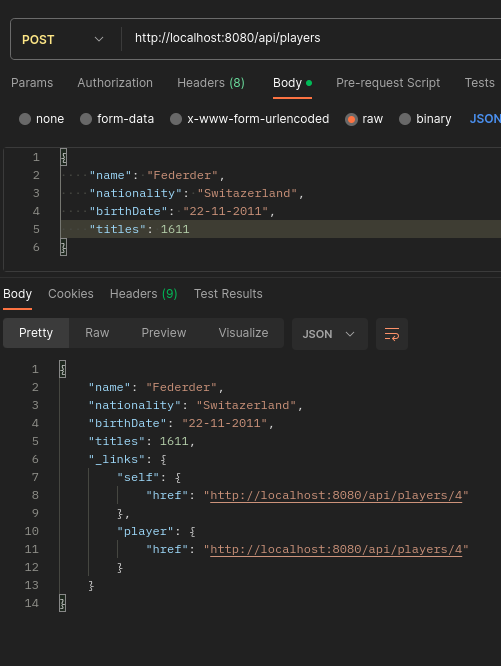 POST http://localhost:8080/api/players
Params Authorization Headers (8) Body Pre-request Script Tests
none form-data x-www-form-urlencoded raw binary JSON
1 {
2 "name": "Federder",
3 "nationality": "Switazerland",
4 "birthDate": "22-11-2011",
5 "titles": 1611
6 }
Body Cookies Headers (9) Test Results
Pretty Raw Preview Visualize JSON
1 {
2 "name": "Federder",
3 "nationality": "Switazerland",
4 "birthDate": "22-11-2011",
5 "titles": 1611,
6 "_links": {
7 "self": {
8 "href": "http://localhost:8080/api/players/4"
9 },
10 "player": {
11 "href": "http://localhost:8080/api/players/4"
12 }
13 }
14 }